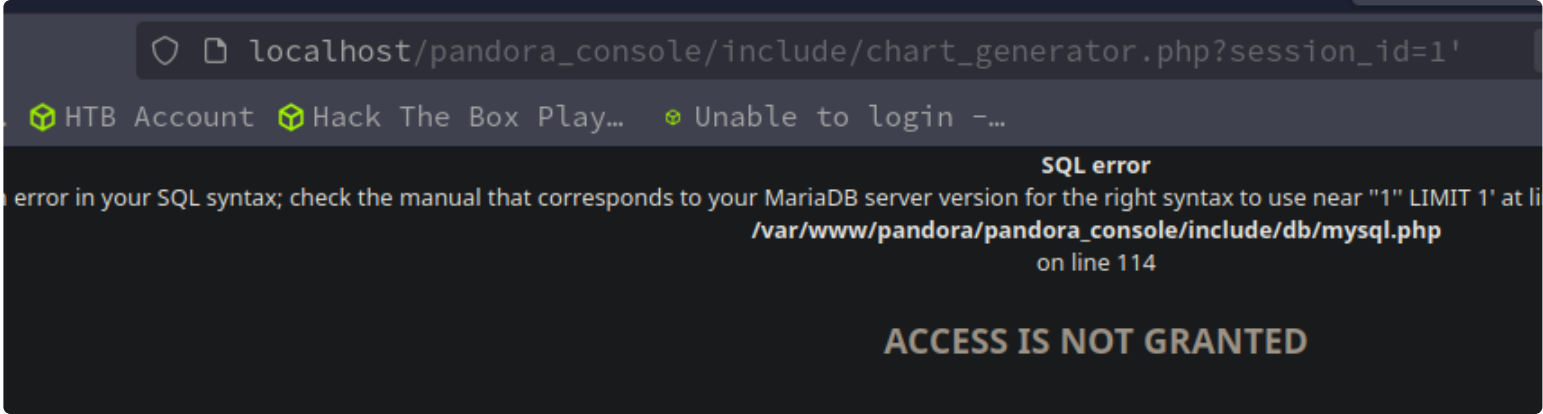 localhost/pandora_console/include/chart_generator.php?session_id=1'
. HTB Account Hack The Box Play… Unable to login -…
SQL error
error in your SQL syntax; check the manual that corresponds to your MariaDB server version for the right syntax to use near ''1'' LIMIT 1' at
/var/www/pandora/pandora_console/include/db/mysql.php
on line 114
ACCESS IS NOT GRANTED